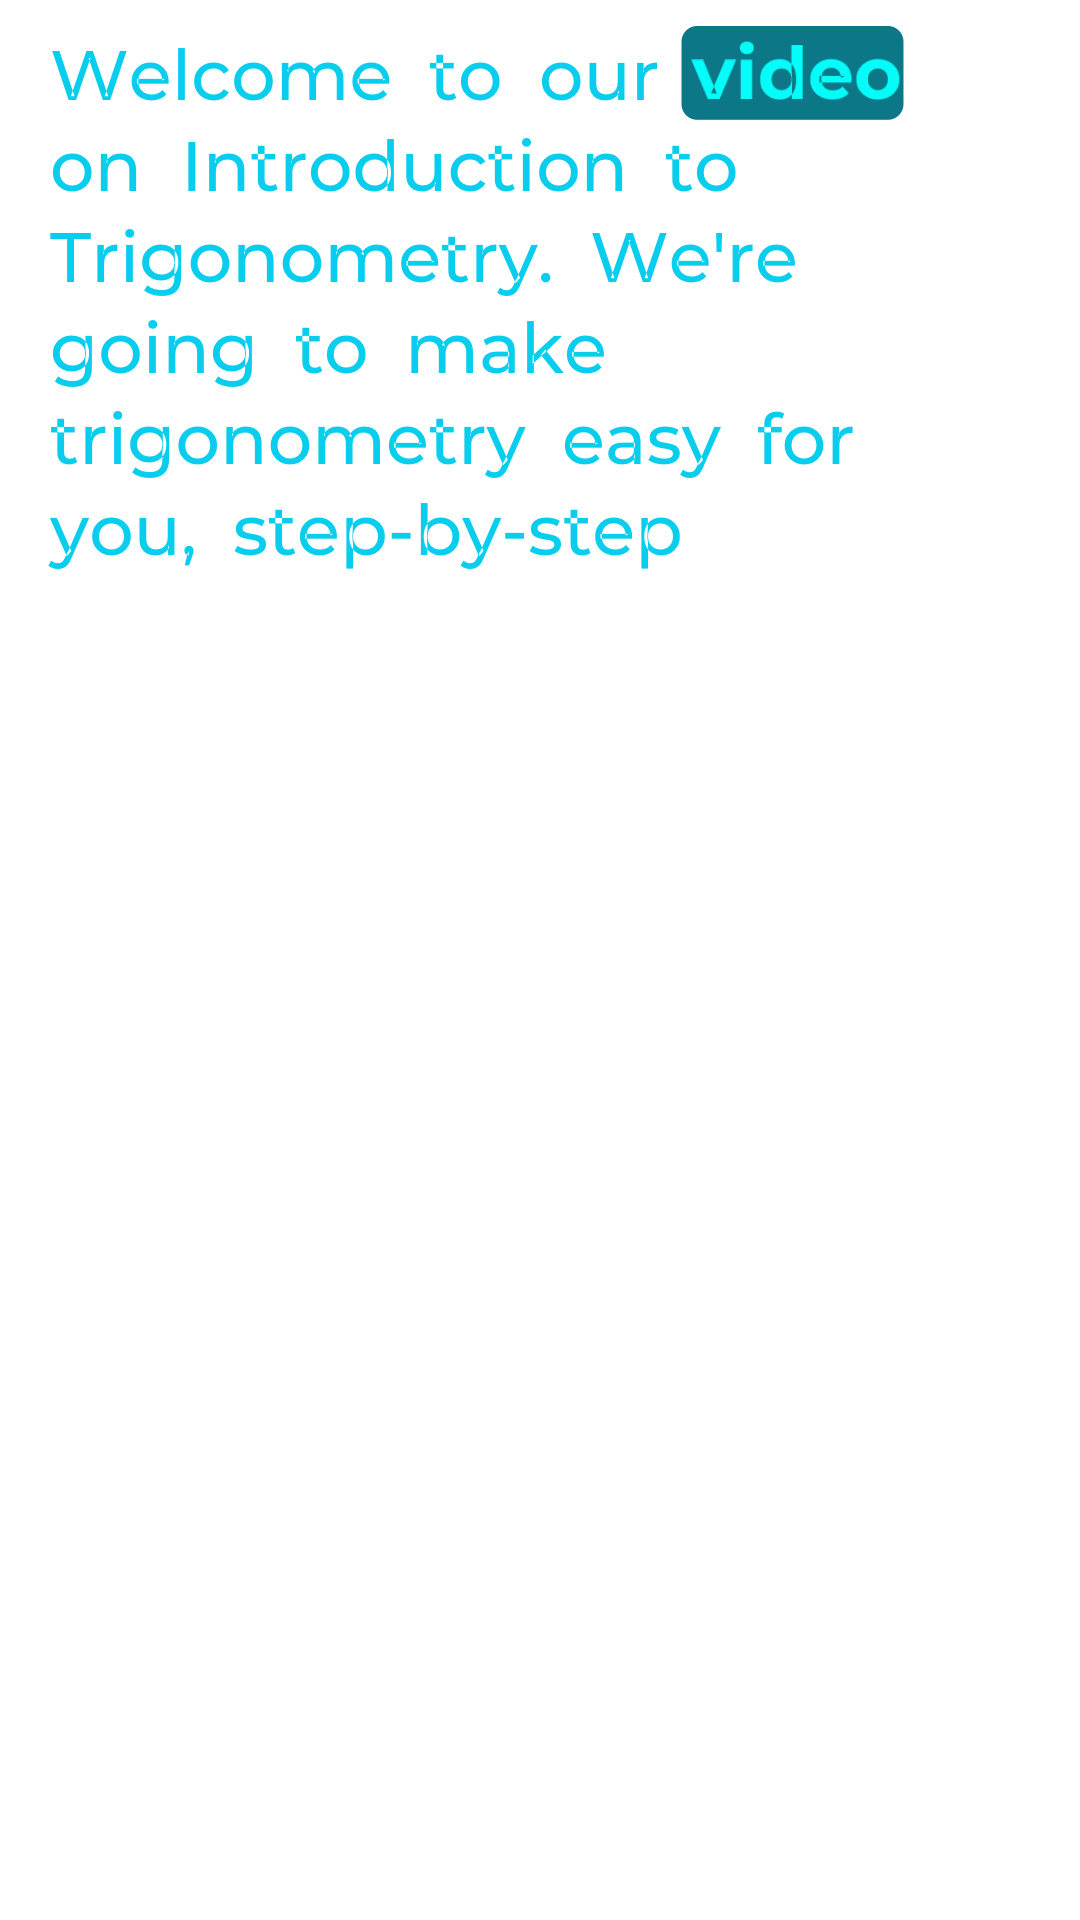 Welcome to our video
on Introduction to
Trigonometry. We're
going to make
trigonometry easy for
you, step-by-step